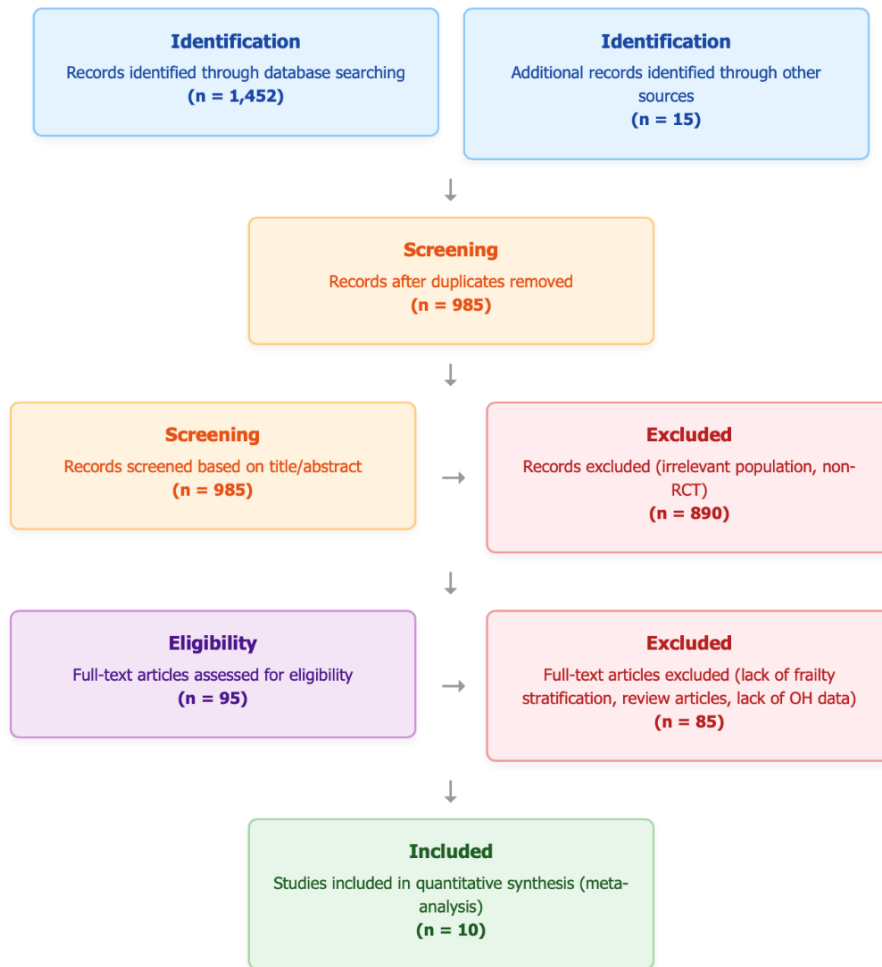 Identification
Records identified through database searching
(n = 1,452)
Identification
Additional records identified through other
sources
(n = 15)
↓
Screening
Records after duplicates removed
(n = 985)
↓
Screening
Records screened based on title/abstract
(n = 985)
→
Excluded
Records excluded (irrelevant population, non-
RCT)
(n = 890)
↓
Eligibility
Full-text articles assessed for eligibility
(n = 95)
→
Excluded
Full-text articles excluded (lack of frailty
stratification, review articles, lack of OH data)
(n = 85)
↓
Included
Studies included in quantitative synthesis (meta-
analysis)
(n = 10)